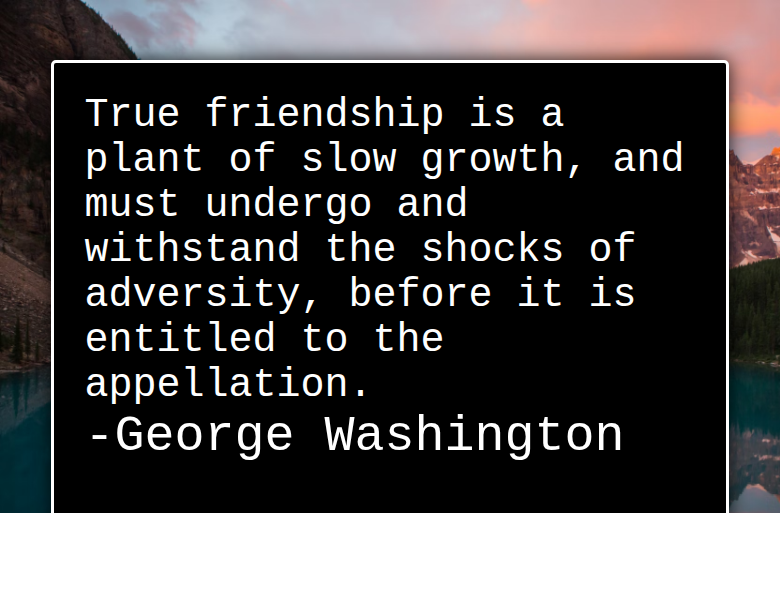 True friendship is a
plant of slow growth, and
must undergo and
withstand the shocks of
adversity, before it is
entitled to the
appellation.
-George Washington